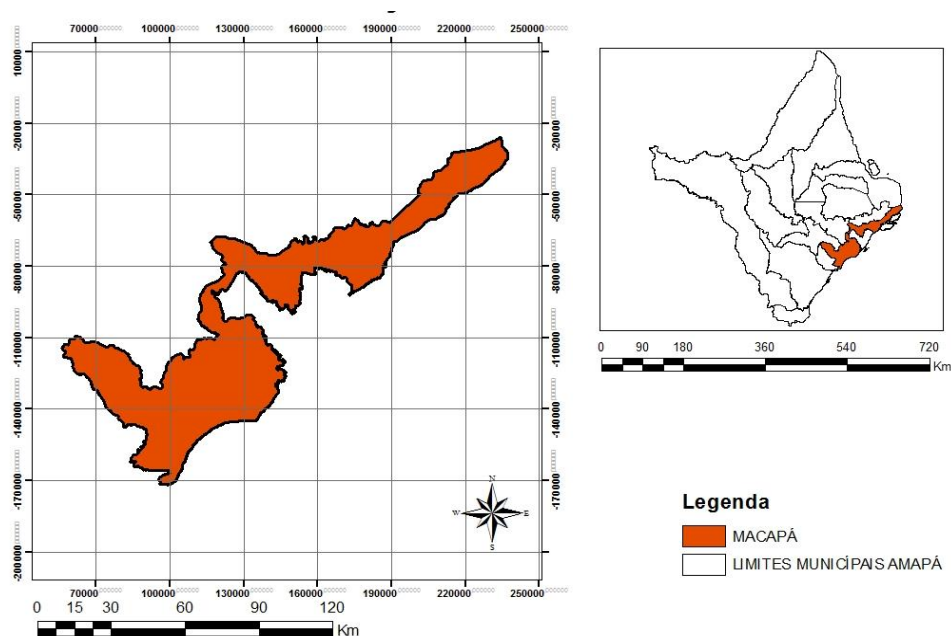 70000 100000 130000 160000 190000 220000 250000
10000 10000
-20000 -20000
-50000 -50000
-80000 -80000
-110000 -110000
-140000 -140000
-170000 -170000
-200000 -200000
N
W E
S
70000 100000 130000 160000 190000 220000 250000
0 15 30 60 90 120
Km
0 90 180 360 540 720
Km
Legenda
MACAPÁ
LIMITES MUNICÍPAIS AMAPÁ